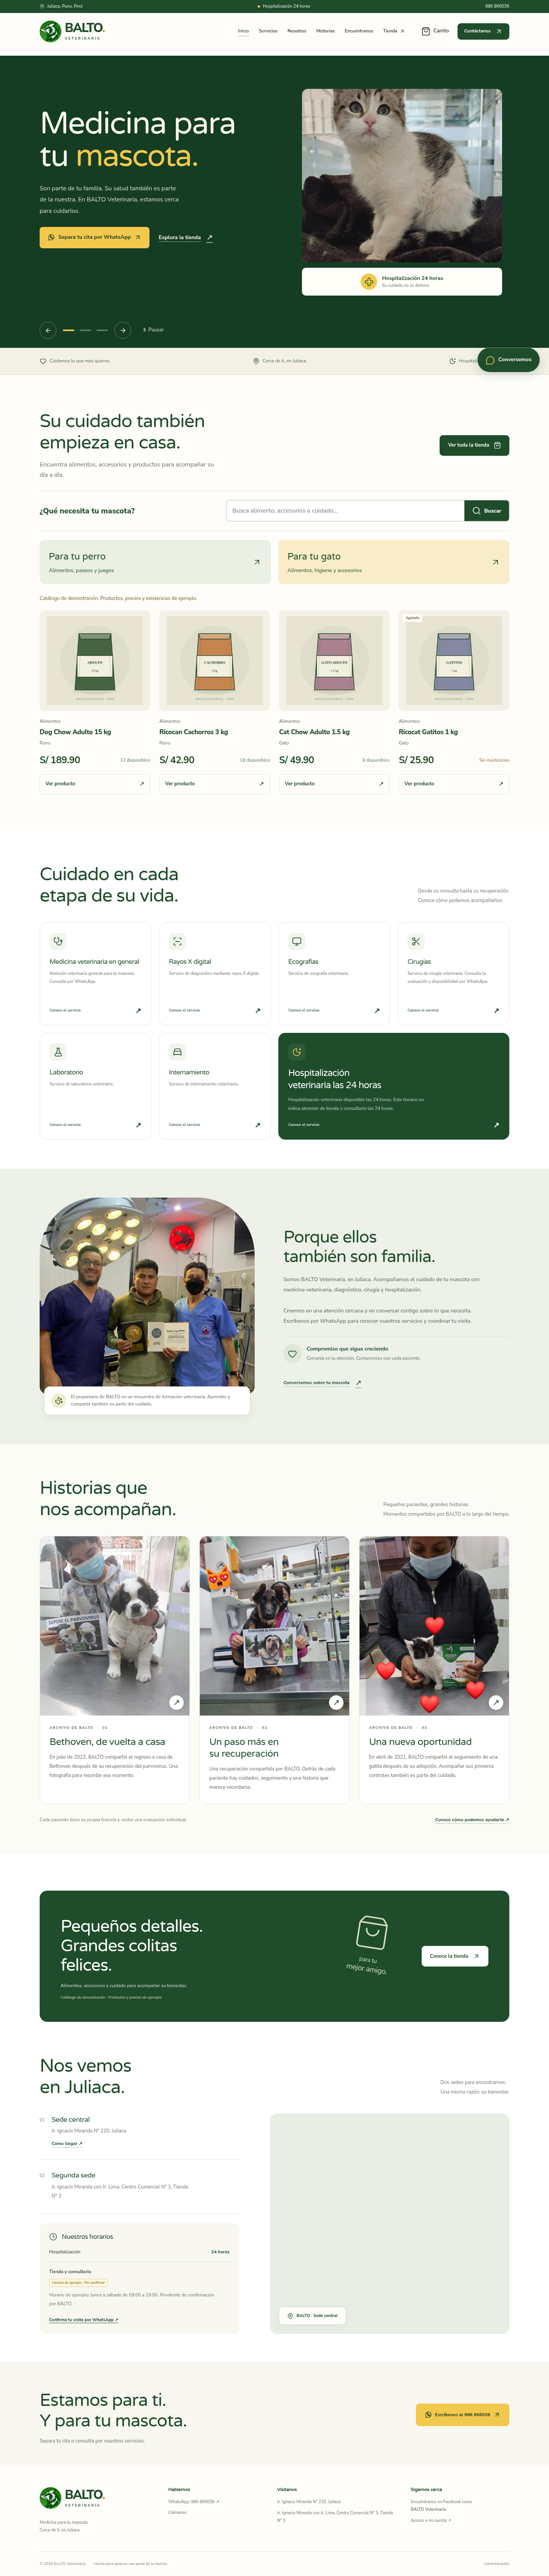 Juliaca, Puno, Perú
Hospitalización 24 horas
986 866036
BALTO.
VETERINARIA
Inicio
Servicios
Nosotros
Historias
Encuéntranos
Tienda ↗
Carrito
Contáctanos ↗
Medicina para
tu mascota.
Son parte de tu familia. Su salud también es parte
de la nuestra. En BALTO Veterinaria, estamos cerca
para cuidarlos.
Separa tu cita por WhatsApp ↗
Explora la tienda ↗
Hospitalización 24 horas
Su cuidado no se detiene
Pausar
Cuidamos lo que más quieres
Cerca de ti, en Juliaca
Hospitali
Conversemos
Su cuidado también
empieza en casa.
Encuentra alimentos, accesorios y productos para acompañar su
día a día.
Ver toda la tienda
¿Qué necesita tu mascota?
Busca alimento, accesorios o cuidado...
Buscar
Para tu perro
Alimentos, paseos y juegos
Para tu gato
Alimentos, higiene y accesorios
Catálogo de demostración. Productos, precios y existencias de ejemplo.
ADULTO
CACHORRO
GATO ADULTO
Agotado
GATITOS
Alimentos
Dog Chow Adulto 15 kg
Perro
S/ 189.90
12 disponibles
Ver producto ↗
Alimentos
Ricocan Cachorros 3 kg
Perro
S/ 42.90
18 disponibles
Ver producto ↗
Alimentos
Cat Chow Adulto 1.5 kg
Gato
S/ 49.90
9 disponibles
Ver producto ↗
Alimentos
Ricocat Gatitos 1 kg
Gato
S/ 25.90
Sin existencias
Ver producto ↗
Cuidado en cada
etapa de su vida.
Desde su consulta hasta su recuperación.
Conoce cómo podemos acompañarlos.
Medicina veterinaria en general
Atención veterinaria general para tu mascota.
Consulta por WhatsApp.
Conoce el servicio ↗
Rayos X digital
Servicio de diagnóstico mediante rayos X digital.
Conoce el servicio ↗
Ecografías
Servicio de ecografía veterinaria.
Conoce el servicio ↗
Cirugías
Servicio de cirugía veterinaria. Consulta la
evaluación y disponibilidad por WhatsApp.
Conoce el servicio ↗
Laboratorio
Servicio de laboratorio veterinario.
Conoce el servicio ↗
Internamiento
Servicio de internamiento veterinario.
Conoce el servicio ↗
Hospitalización
veterinaria las 24 horas
Hospitalización veterinaria disponible las 24 horas. Este horario no
indica atención de tienda o consultorio las 24 horas.
Conoce el servicio ↗
Porque ellos
también son familia.
Somos BALTO Veterinaria, en Juliaca. Acompañamos el cuidado de tu mascota con
medicina veterinaria, diagnóstico, cirugía y hospitalización.
Creemos en una atención cercana y en conversar contigo sobre lo que necesita.
Escríbenos por WhatsApp para conocer nuestros servicios y coordinar tu visita.
Compromiso que sigue creciendo
Cercanía en la atención. Compromiso con cada paciente.
Conversemos sobre tu mascota ↗
El propietario de BALTO en un encuentro de formación veterinaria. Aprender y
compartir también es parte del cuidado.
Historias que
nos acompañan.
Pequeños pacientes, grandes historias.
Momentos compartidos por BALTO a lo largo del tiempo.
SUPERE PARVOVIROSIS
ARCHIVO DE BALTO · 01
Bethoven, de vuelta a casa
En julio de 2023, BALTO compartió el regreso a casa de
Bethoven después de su recuperación del parvovirus. Una
fotografía para recordar ese momento.
ARCHIVO DE BALTO · 02
Un paso más en
su recuperación
Una recuperación compartida por BALTO. Detrás de cada
paciente hay cuidados, seguimiento y una historia que
merece recordarse.
ARCHIVO DE BALTO · 03
Una nueva oportunidad
En abril de 2021, BALTO compartió el seguimiento de una
gatita después de su adopción. Acompañar sus primeros
controles también es parte del cuidado.
Cada paciente tiene su propia historia y recibe una evaluación individual.
Conoce cómo podemos ayudarte ↗
Pequeños detalles.
Grandes colitas
felices.
Alimentos, accesorios y cuidado para acompañar su bienestar.
Catálogo de demostración · Productos y precios de ejemplo
para tu
mejor amigo.
Conoce la tienda ↗
Nos vemos
en Juliaca.
Dos sedes para encontrarnos.
Una misma razón: su bienestar.
01
Sede central
Jr. Ignacio Miranda N° 220, Juliaca
Cómo llegar ↗
02
Segunda sede
Jr. Ignacio Miranda con Jr. Lima, Centro Comercial N° 3, Tienda
N° 3
Nuestros horarios
Hospitalización
24 horas
Tienda y consultorio
Horario de ejemplo · Por confirmar
Horario de ejemplo: lunes a sábado de 09:00 a 19:00. Pendiente de confirmación
por BALTO.
Confirma tu visita por WhatsApp ↗
BALTO · Sede central
Estamos para ti.
Y para tu mascota.
Separa tu cita o consulta por nuestros servicios.
Escríbenos al 986 866036 ↗
BALTO.
VETERINARIA
Medicina para tu mascota.
Cerca de ti, en Juliaca.
Hablemos
WhatsApp: 986 866036 ↗
Llámanos
Visítanos
Jr. Ignacio Miranda N° 220, Juliaca
Jr. Ignacio Miranda con Jr. Lima, Centro Comercial N° 3, Tienda
N° 3
Sigamos cerca
Encuéntranos en Facebook como
BALTO Veterinaria
Acceso a mi cuenta ↗
© 2026 BALTO Veterinaria
Hecho para quienes son parte de tu familia.
Administración